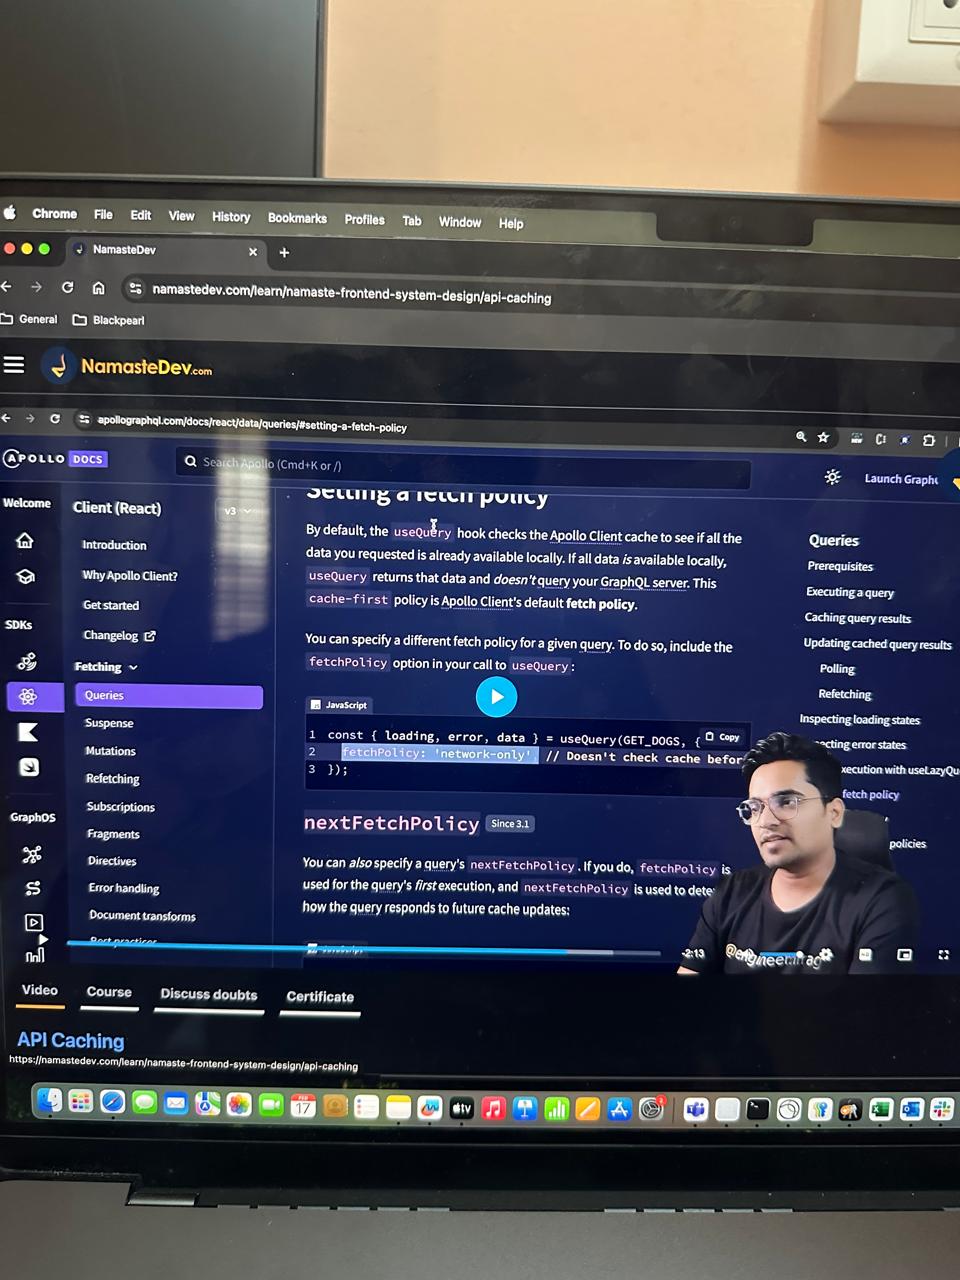 Chrome File Edit View History Bookmarks Profiles Tab Window Help
NamasteDev
namastedev.com/learn/namaste-frontend-system-design/api-caching
General Blackpearl
NamasteDev.com
apollographql.com/docs/react/data/queries/#setting-a-fetch-policy
APOLLO DOCS
Search Apollo (Cmd+K or /)
Launch Graph
Welcome
SDKs
GraphOS
Client (React) v3
Introduction
Why Apollo Client?
Get started
Changelog
Fetching
Queries
Suspense
Mutations
Refetching
Subscriptions
Fragments
Directives
Error handling
Document transforms
Best practices
Setting a fetch policy
By default, the useQuery hook checks the Apollo Client cache to see if all the
data you requested is already available locally. If all data is available locally,
useQuery returns that data and doesn't query your GraphQL server. This
cache-first policy is Apollo Client's default fetch policy.
You can specify a different fetch policy for a given query. To do so, include the
fetchPolicy option in your call to useQuery:
JavaScript
Copy
1 const { loading, error, data } = useQuery(GET_DOGS, {
2 fetchPolicy: 'network-only' // Doesn't check cache befor
3 });
nextFetchPolicy Since 3.1
You can also specify a query's nextFetchPolicy. If you do, fetchPolicy is
used for the query's first execution, and nextFetchPolicy is used to dete
how the query responds to future cache updates:
JavaScript
Queries
Prerequisites
Executing a query
Caching query results
Updating cached query results
Polling
Refetching
Inspecting loading states
ecting error states
xecution with useLazyQu
fetch policy
policies
-2:13
Video Course Discuss doubts Certificate
API Caching
https://namastedev.com/learn/namaste-frontend-system-design/api-caching
FEB
17
tv